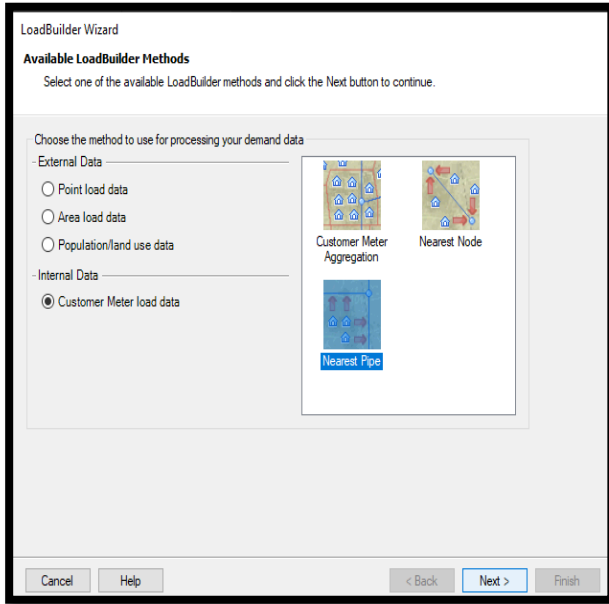 LoadBuilder Wizard
Available LoadBuilder Methods
Select one of the available LoadBuilder methods and click the Next button to continue.
Choose the method to use for processing your demand data
External Data
Point load data
Area load data
Population/land use data
Internal Data
Customer Meter load data
Customer Meter
Aggregation
Nearest Node
Nearest Pipe
Cancel Help < Back Next > Finish